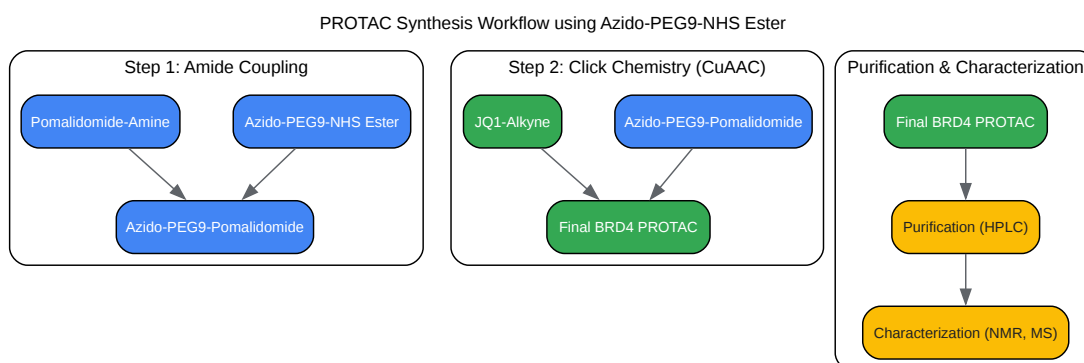 PROTAC Synthesis Workflow using Azido-PEG9-NHS Ester
Step 1: Amide Coupling
Pomalidomide-Amine
Azido-PEG9-NHS Ester
Azido-PEG9-Pomalidomide
Step 2: Click Chemistry (CuAAC)
JQ1-Alkyne
Azido-PEG9-Pomalidomide
Final BRD4 PROTAC
Purification & Characterization
Final BRD4 PROTAC
Purification (HPLC)
Characterization (NMR, MS)